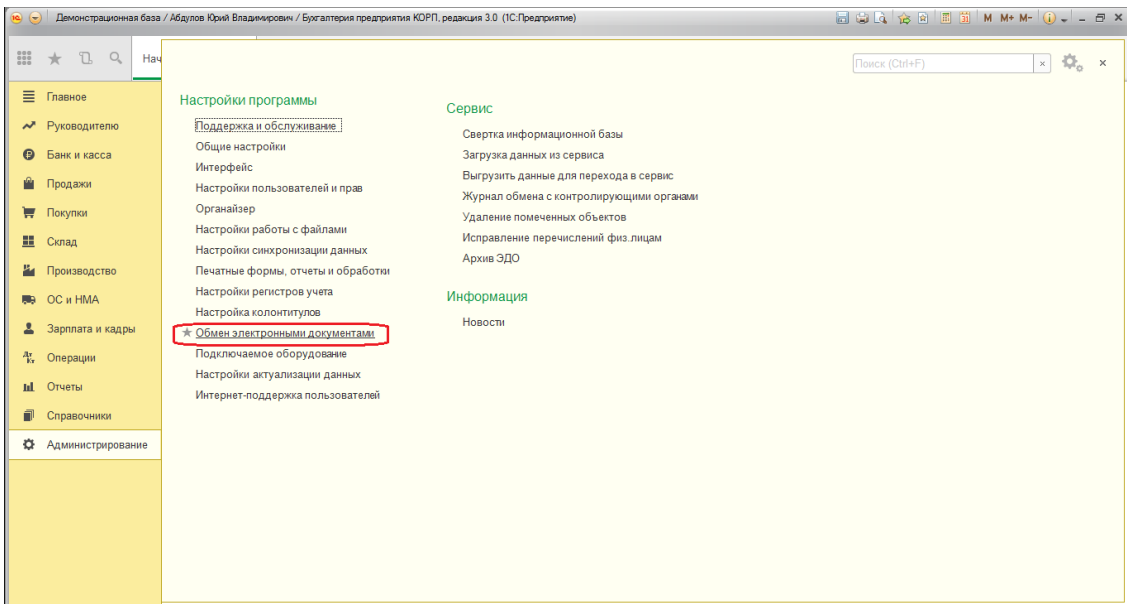 Демонстрационная база / Абдулов Юрий Владимирович / Бухгалтерия предприятия КОРП, редакция 3.0 (1С:Предприятие)
M M+ M-
Нач
Поиск (Ctrl+F)
Главное
Руководителю
Банк и касса
Продажи
Покупки
Склад
Производство
ОС и НМА
Зарплата и кадры
Операции
Отчеты
Справочники
Администрирование
Настройки программы
Поддержка и обслуживание
Общие настройки
Интерфейс
Настройки пользователей и прав
Органайзер
Настройки работы с файлами
Настройки синхронизации данных
Печатные формы, отчеты и обработки
Настройки регистров учета
Настройка колонтитулов
Обмен электронными документами
Подключаемое оборудование
Настройки актуализации данных
Интернет-поддержка пользователей
Сервис
Свертка информационной базы
Загрузка данных из сервиса
Выгрузить данные для перехода в сервис
Журнал обмена с контролирующими органами
Удаление помеченных объектов
Исправление перечислений физ.лицам
Архив ЭДО
Информация
Новости